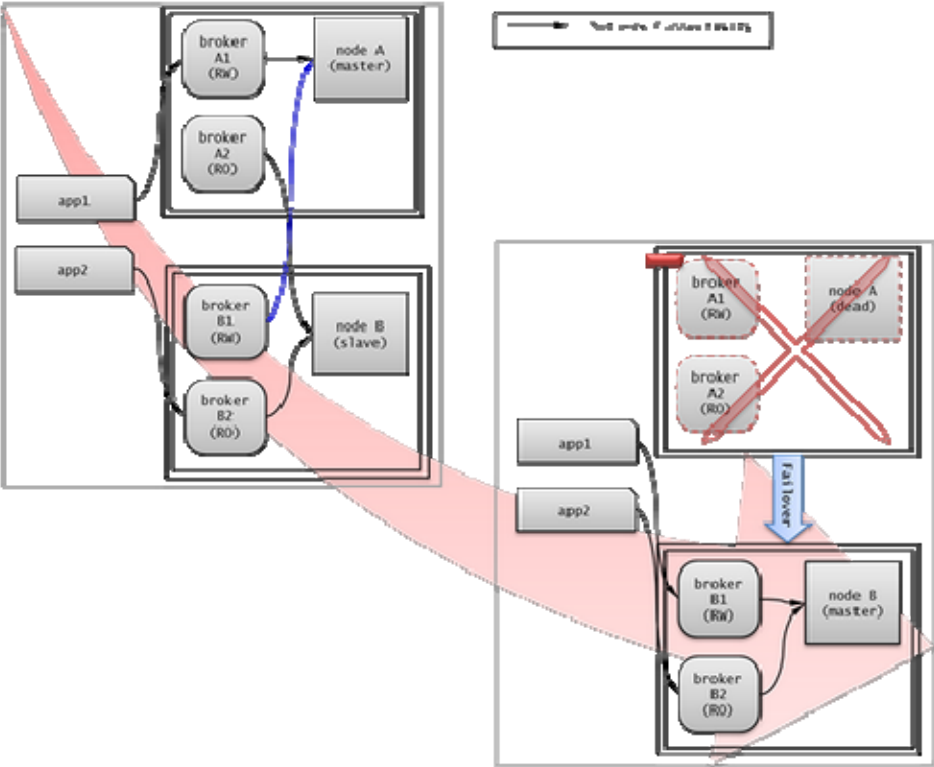 broker
A1
(RW)
node A
(master)
broker
A2
(RO)
app1
app2
broker
B1
(RW)
node B
(slave)
broker
B2
(RO)
broker
A1
(RW)
node A
(dead)
broker
A2
(RO)
app1
app2
Failover
broker
B1
(RW)
node B
(master)
broker
B2
(RO)